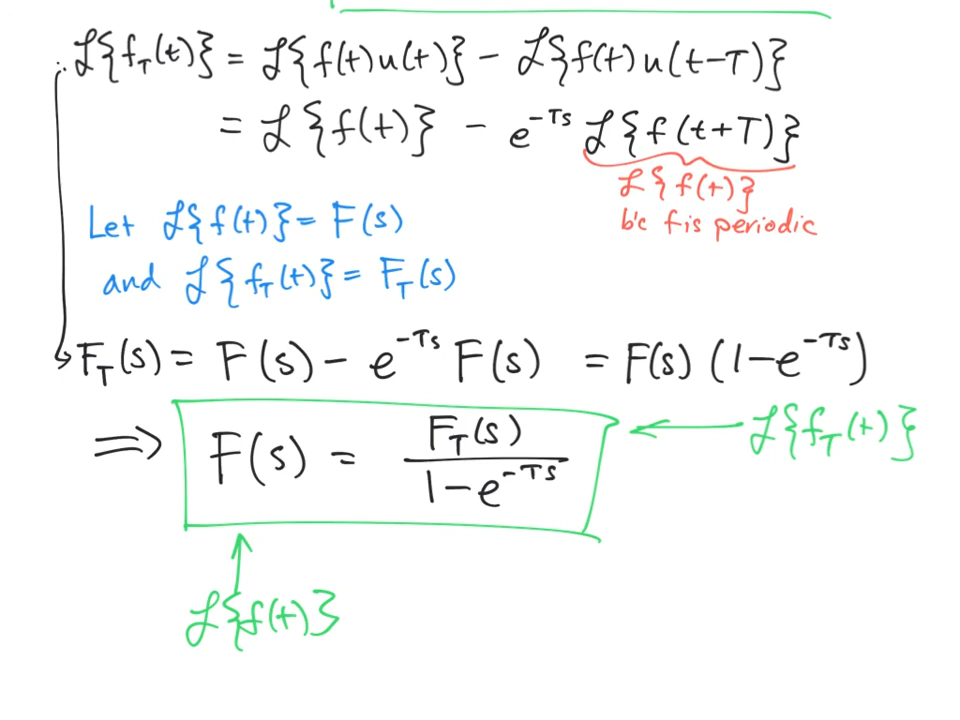 ∴ ℒ{f_T(t)} = ℒ{f(t)u(t)} − ℒ{f(t)u(t−T)}
= ℒ{f(t)} − e^{−Ts} ℒ{f(t+T)}
ℒ{f(t)}
b/c f is periodic
Let ℒ{f(t)} = F(s)
and ℒ{f_T(t)} = F_T(s)
F_T(s) = F(s) − e^{−Ts} F(s) = F(s)(1−e^{−Ts})
⇒ F(s) = F_T(s) / (1−e^{−Ts}) ← ℒ{f_T(t)}
ℒ{f(t)}